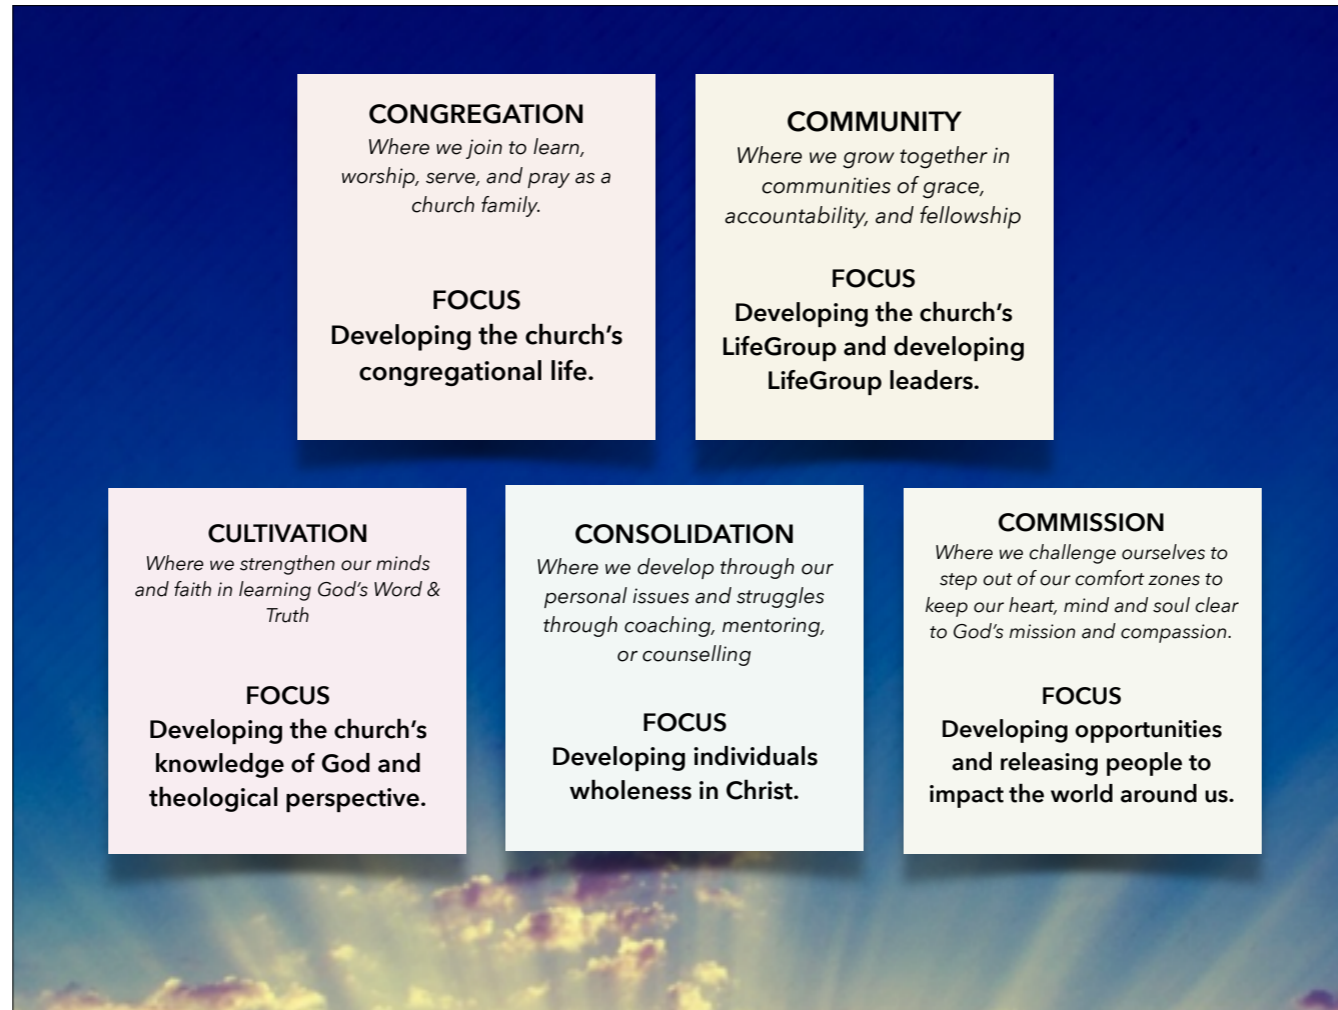 CONGREGATION
Where we join to learn,
worship, serve, and pray as a
church family.
FOCUS
Developing the church’s
congregational life.
COMMUNITY
Where we grow together in
communities of grace,
accountability, and fellowship
FOCUS
Developing the church’s
LifeGroup and developing
LifeGroup leaders.
CULTIVATION
Where we strengthen our minds
and faith in learning God’s Word &
Truth
FOCUS
Developing the church’s
knowledge of God and
theological perspective.
CONSOLIDATION
Where we develop through our
personal issues and struggles
through coaching, mentoring,
or counselling
FOCUS
Developing individuals
wholeness in Christ.
COMMISSION
Where we challenge ourselves to
step out of our comfort zones to
keep our heart, mind and soul clear
to God’s mission and compassion.
FOCUS
Developing opportunities
and releasing people to
impact the world around us.